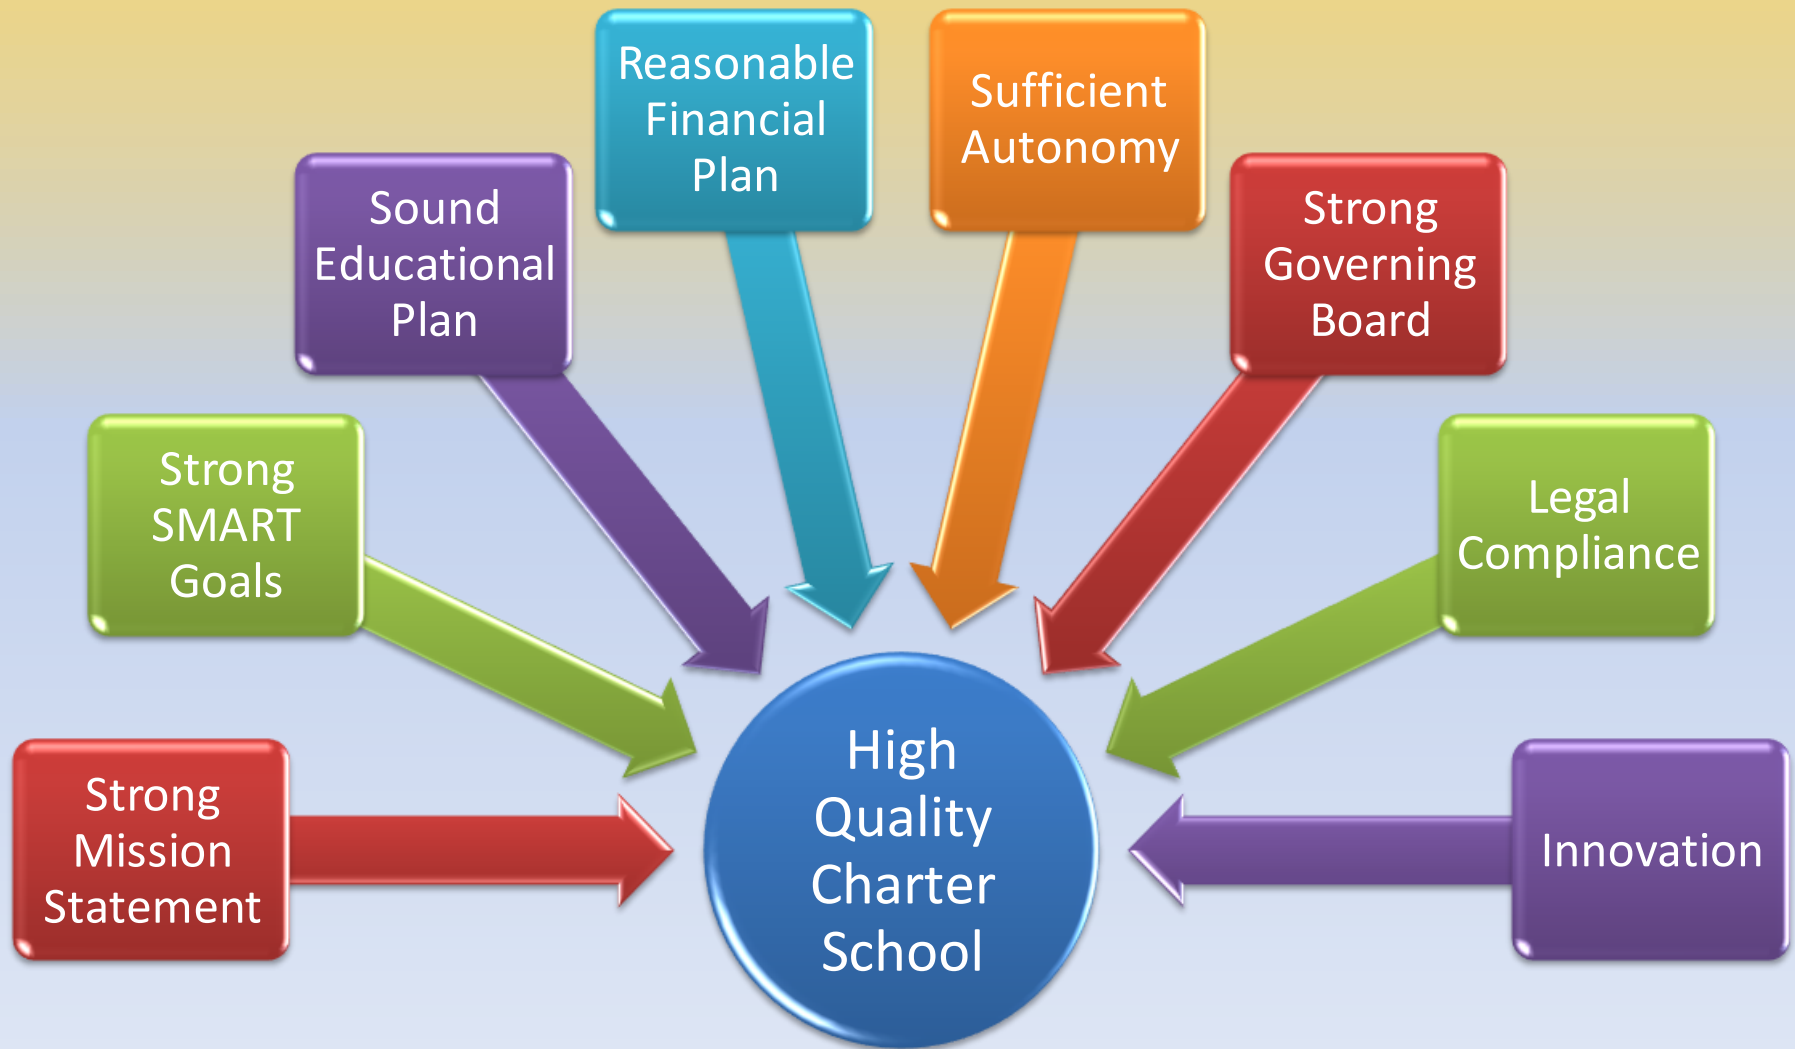 Strong
Mission
Statement
Strong
SMART
Goals
Sound
Educational
Plan
Reasonable
Financial
Plan
Sufficient
Autonomy
Strong
Governing
Board
Legal
Compliance
Innovation
High
Quality
Charter
School